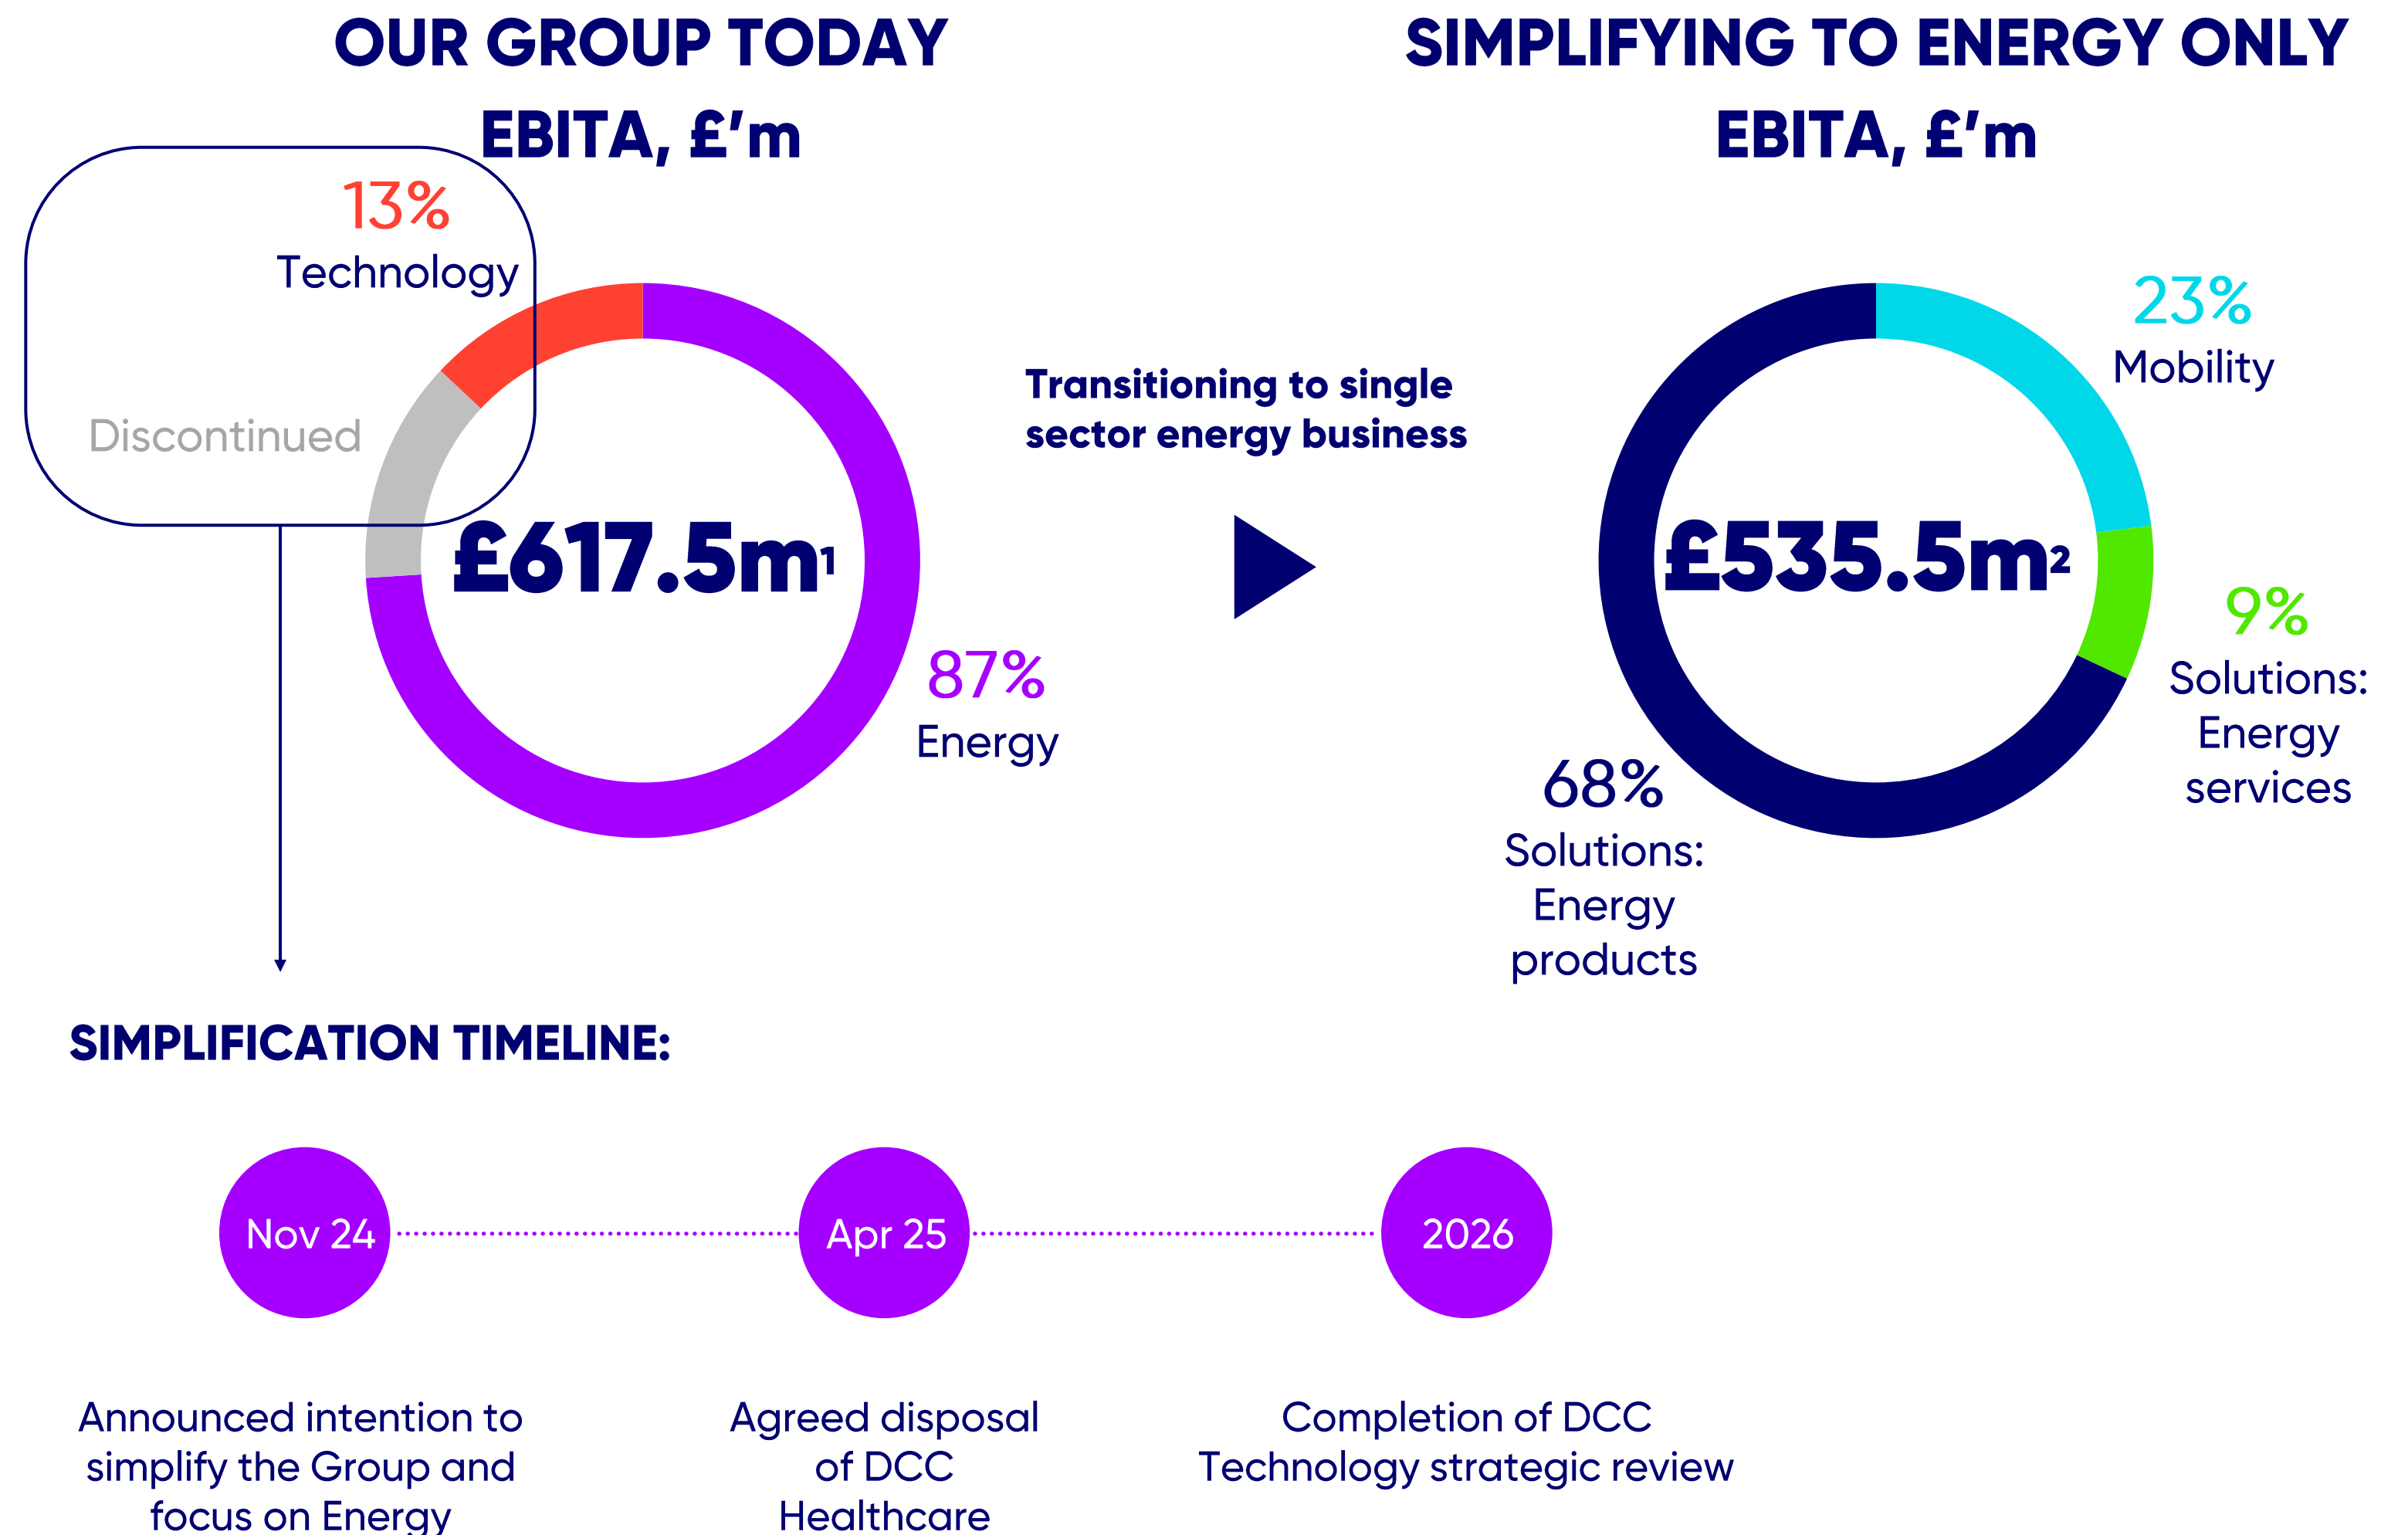 OUR GROUP TODAY
EBITA, £'m
13%
Technology
Discontinued
£617.5m¹
87%
Energy
Transitioning to single
sector energy business
SIMPLIFYING TO ENERGY ONLY
EBITA, £'m
23%
Mobility
£535.5m²
9%
Solutions:
Energy
services
68%
Solutions:
Energy
products
SIMPLIFICATION TIMELINE:
Nov 24
Apr 25
2026
Announced intention to
simplify the Group and
focus on Energy
Agreed disposal
of DCC
Healthcare
Completion of DCC
Technology strategic review